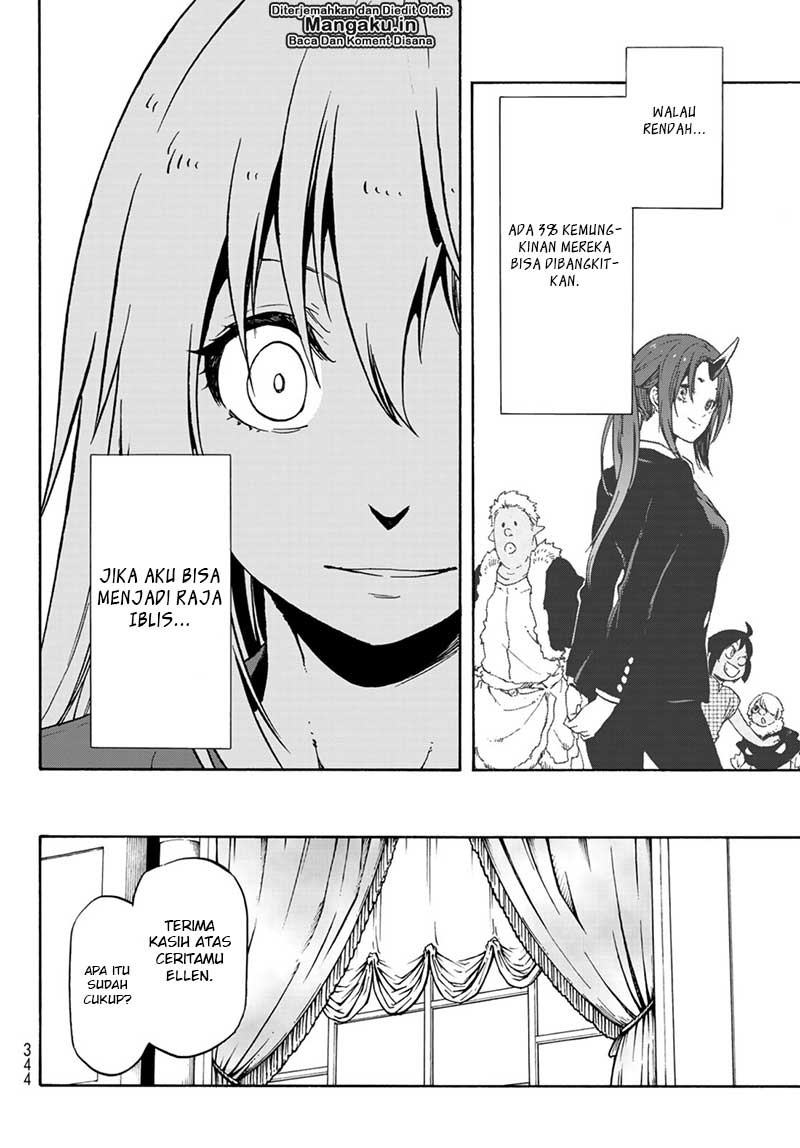 Diterjemahkan dan Diedit Oleh:
Mangaku.in
Baca Dan Koment Disana
WALAU
RENDAH...
ADA 3% KEMUNG-
KINAN MEREKA
BISA DIBANGKIT-
KAN.
JIKA AKU BISA
MENJADI RAJA
IBLIS...
TERIMA
KASIH ATAS
CERITAMU
ELLEN.
APA ITU
SUDAH
CUKUP?
344